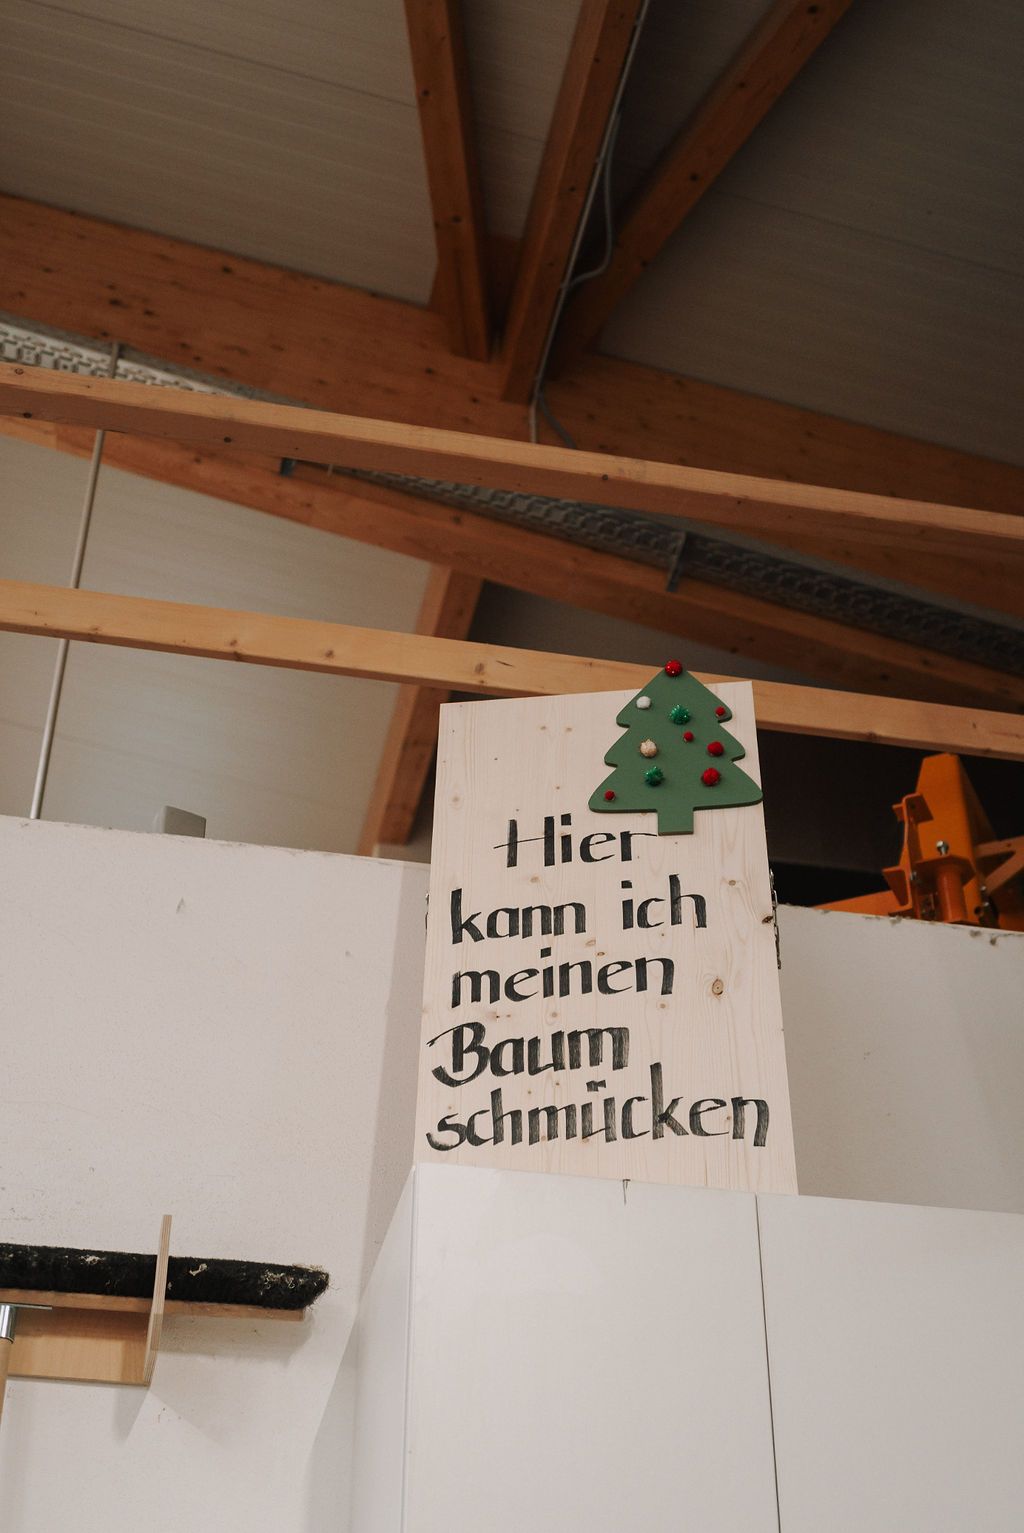 Hier
kann ich
meinen
Baum
schmücken